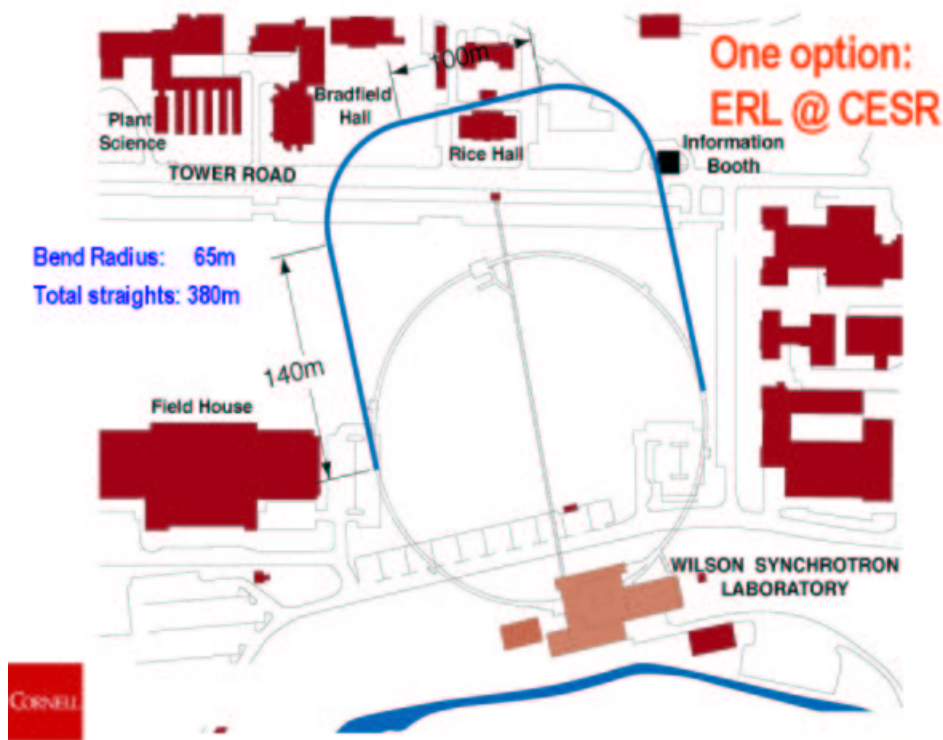 One option:
ERL @ CESR
100m
Bradfield
Hall
Plant
Science
Rice Hall
Information
Booth
TOWER ROAD
Bend Radius: 65m
Total straights: 380m
140m
Field House
WILSON SYNCHROTRON
LABORATORY
CORNELL